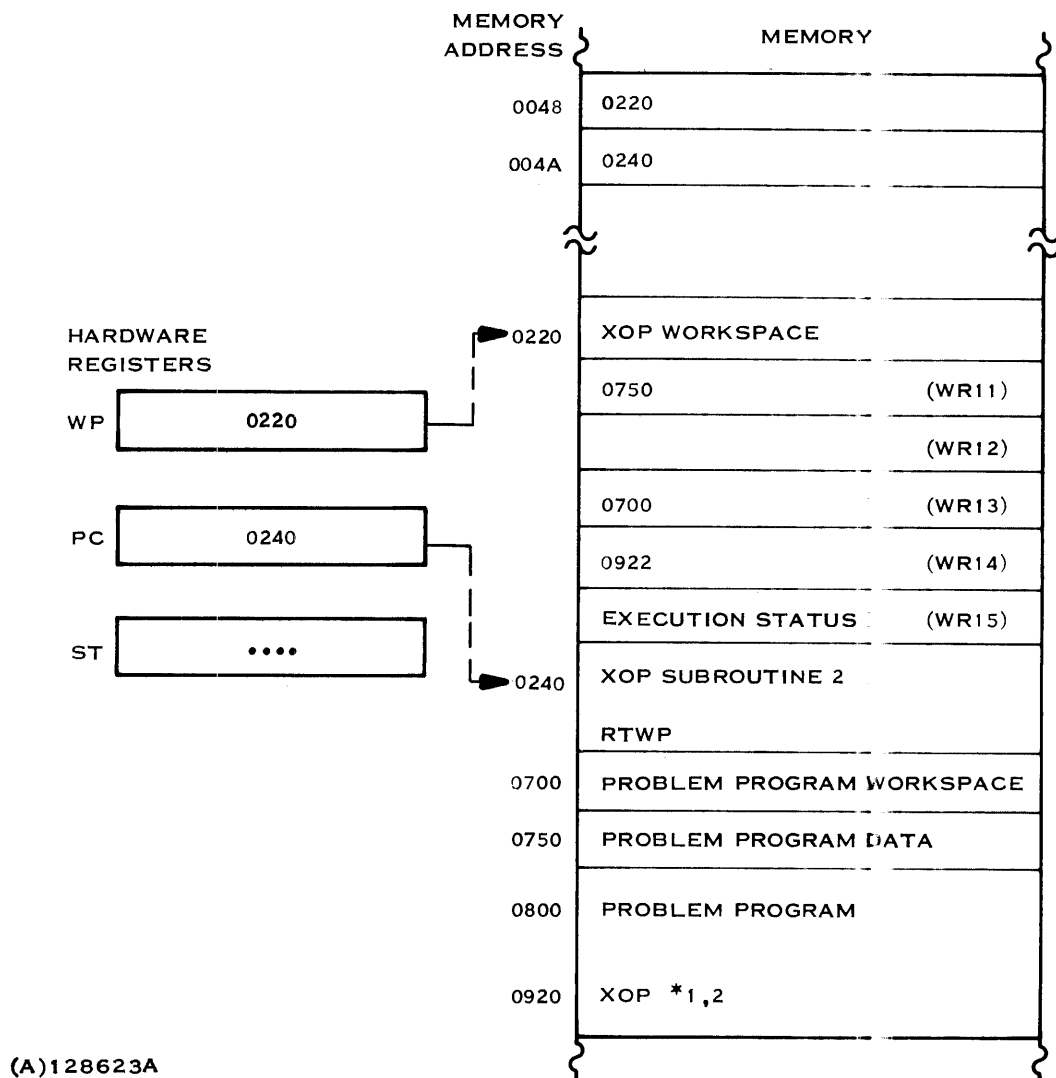 MEMORY ADDRESS
MEMORY
0048 0220
004A 0240
HARDWARE REGISTERS
0220 XOP WORKSPACE
WP 0220
0750 (WR11)
(WR12)
PC 0240
0700 (WR13)
0922 (WR14)
ST ••••
EXECUTION STATUS (WR15)
0240 XOP SUBROUTINE 2
RTWP
0700 PROBLEM PROGRAM WORKSPACE
0750 PROBLEM PROGRAM DATA
0800 PROBLEM PROGRAM
0920 XOP *1,2
(A)128623A